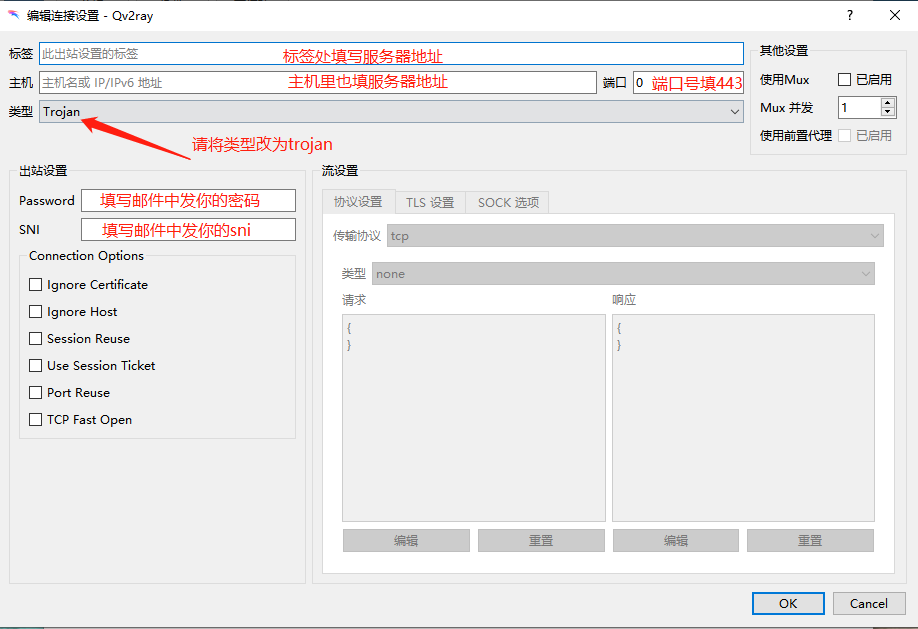 编辑连接设置 - Qv2ray ?
标签 此出站设置的标签 标签处填写服务器地址
主机 主机名或 IP/IPv6 地址 主机里也填服务器地址 端口 0 端口号填443
类型 Trojan
请将类型改为trojan
其他设置
使用Mux 已启用
Mux 并发 1
使用前置代理 已启用
出站设置
Password 填写邮件中发你的密码
SNI 填写邮件中发你的sni
Connection Options
Ignore Certificate
Ignore Host
Session Reuse
Use Session Ticket
Port Reuse
TCP Fast Open
流设置
协议设置 TLS 设置 SOCK 选项
传输协议 tcp
类型 none
请求 响应
{ {
} }
编辑 重置 编辑 重置
OK Cancel